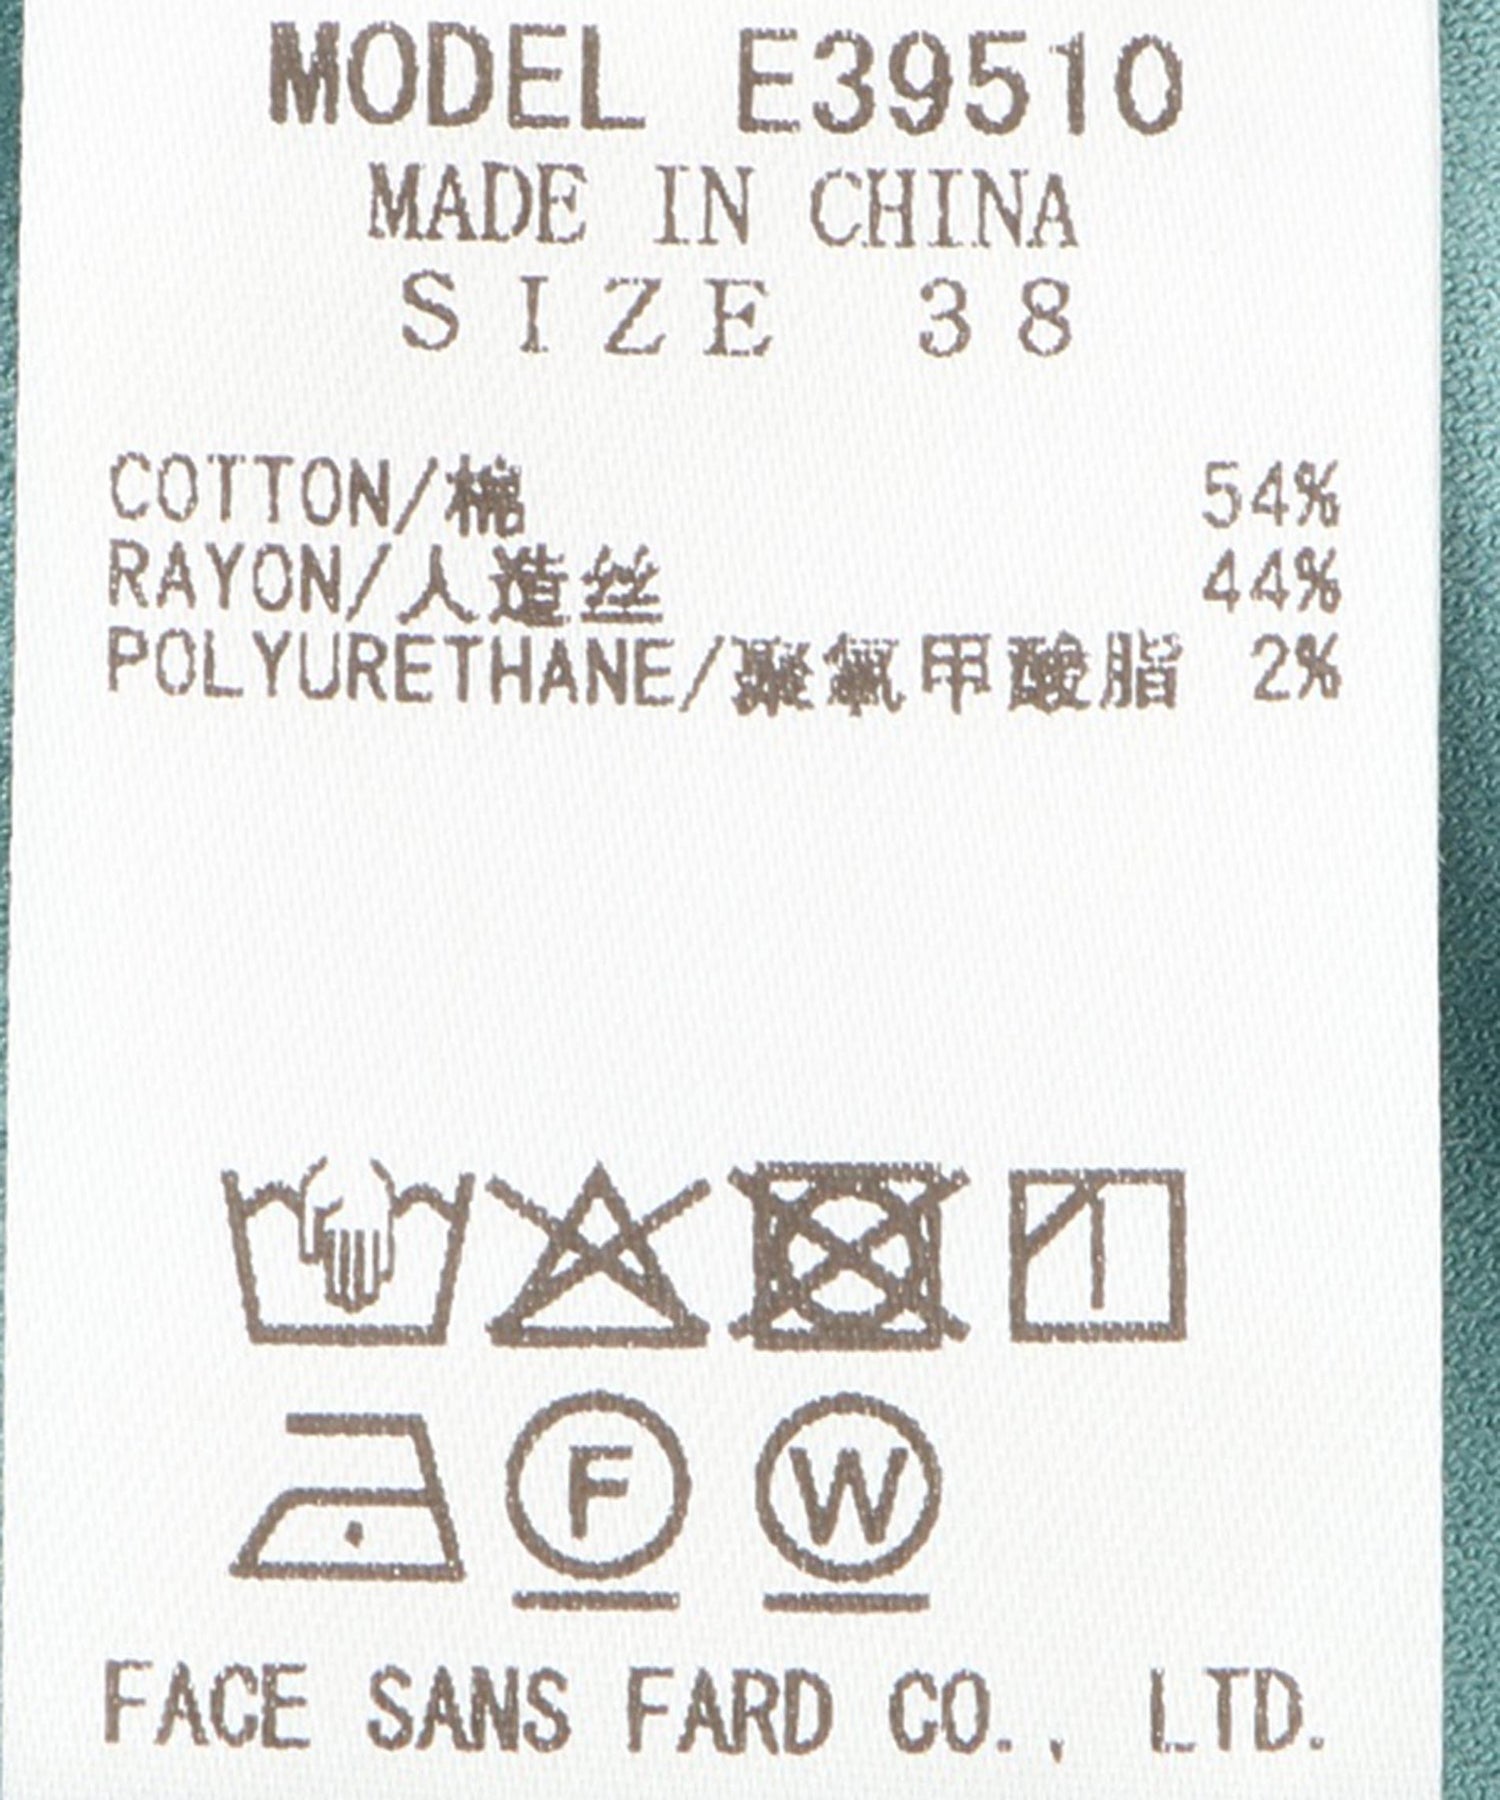 MODEL E39510
MADE IN CHINA
SIZE 38
COTTON/棉 54%
RAYON/人造丝 44%
POLYURETHANE/聚氨甲酸脂 2%
F W
FACE SANS FARD CO., LTD.